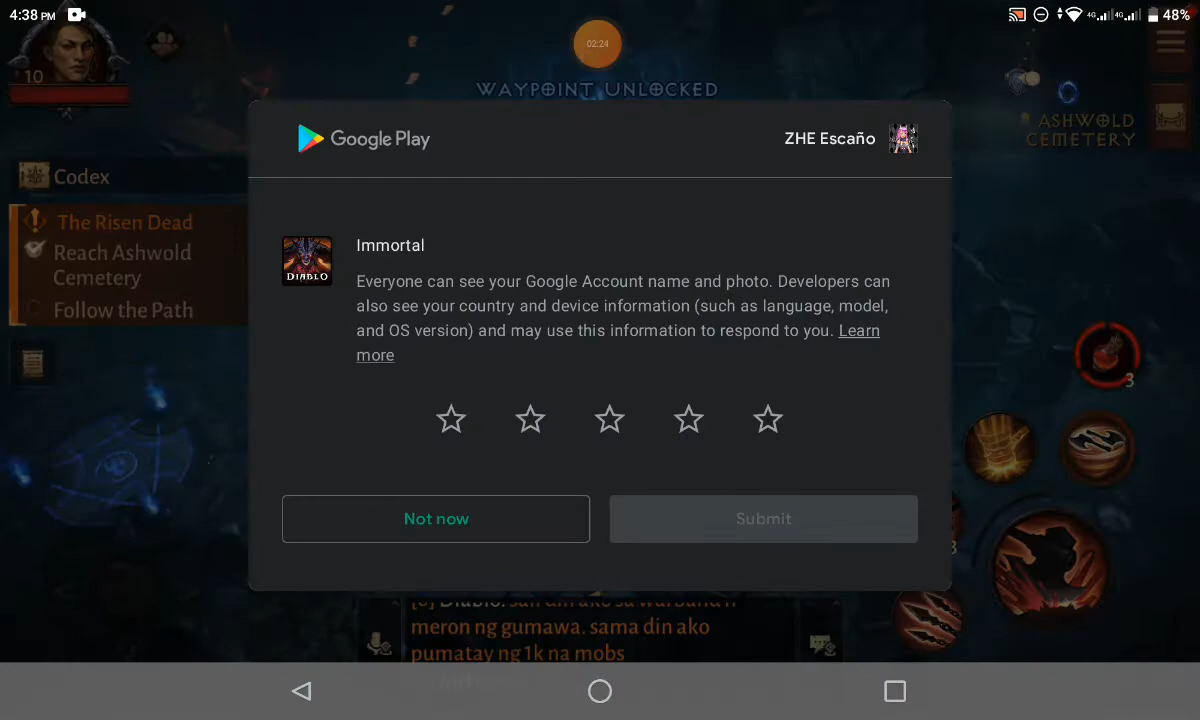 4:38 PM
4G 4G 48%
02:24
10
WAYPOINT UNLOCKED
ASHWOLD
CEMETERY
Google Play
ZHE Escaño
Codex
The Risen Dead
Reach Ashwold
Cemetery
Follow the Path
DIABLO
Immortal
Everyone can see your Google Account name and photo. Developers can
also see your country and device information (such as language, model,
and OS version) and may use this information to respond to you. Learn
more
3
Not now
Submit
3
meron ng gumawa. sama din ako
pumatay ng 1k na mobs